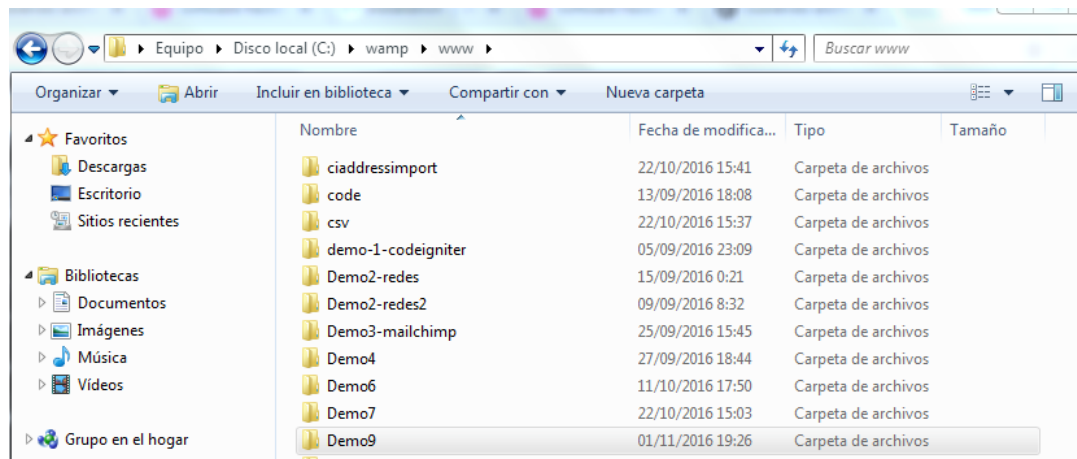 Equipo Disco local (C:) wamp www Buscar www
Organizar Abrir Incluir en biblioteca Compartir con Nueva carpeta
Favoritos
Descargas
Escritorio
Sitios recientes
Bibliotecas
Documentos
Imágenes
Música
Vídeos
Grupo en el hogar
Nombre Fecha de modifica... Tipo Tamaño
ciaddressimport 22/10/2016 15:41 Carpeta de archivos
code 13/09/2016 18:08 Carpeta de archivos
csv 22/10/2016 15:37 Carpeta de archivos
demo-1-codeigniter 05/09/2016 23:09 Carpeta de archivos
Demo2-redes 15/09/2016 0:21 Carpeta de archivos
Demo2-redes2 09/09/2016 8:32 Carpeta de archivos
Demo3-mailchimp 25/09/2016 15:45 Carpeta de archivos
Demo4 27/09/2016 18:44 Carpeta de archivos
Demo6 11/10/2016 17:50 Carpeta de archivos
Demo7 22/10/2016 15:03 Carpeta de archivos
Demo9 01/11/2016 19:26 Carpeta de archivos